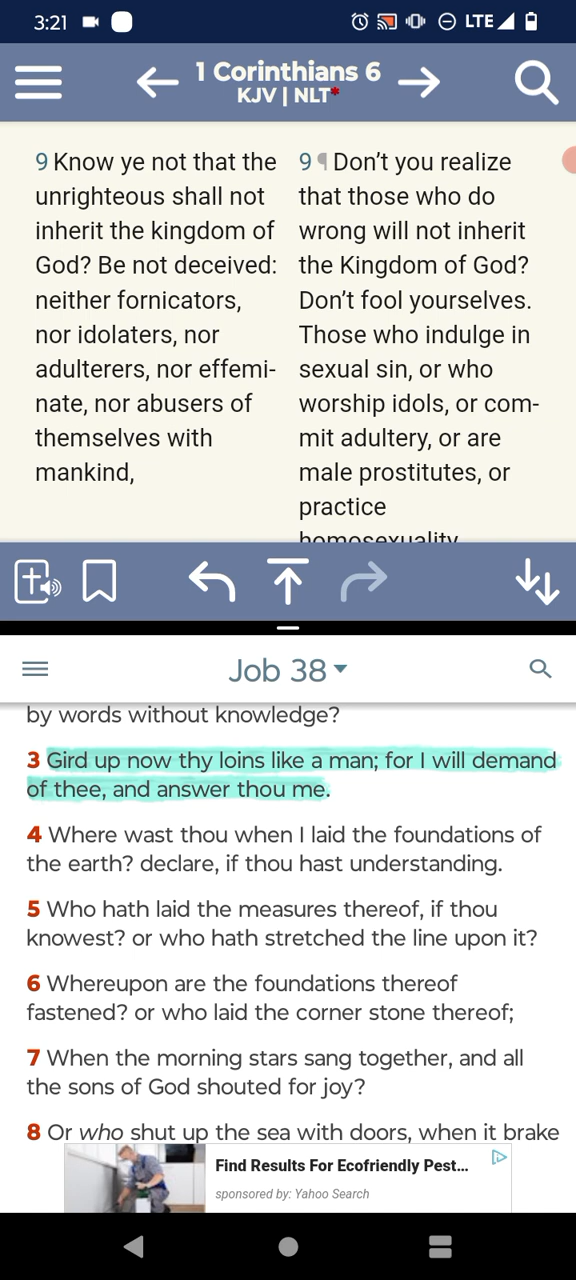 3:21
LTE
1 Corinthians 6
KJV | NLT*
9 Know ye not that the
unrighteous shall not
inherit the kingdom of
God? Be not deceived:
neither fornicators,
nor idolaters, nor
adulterers, nor effemi-
nate, nor abusers of
themselves with
mankind,
9 ¶ Don’t you realize
that those who do
wrong will not inherit
the Kingdom of God?
Don’t fool yourselves.
Those who indulge in
sexual sin, or who
worship idols, or com-
mit adultery, or are
male prostitutes, or
practice
homosexuality
Job 38
by words without knowledge?
3 Gird up now thy loins like a man; for I will demand
of thee, and answer thou me.
4 Where wast thou when I laid the foundations of
the earth? declare, if thou hast understanding.
5 Who hath laid the measures thereof, if thou
knowest? or who hath stretched the line upon it?
6 Whereupon are the foundations thereof
fastened? or who laid the corner stone thereof;
7 When the morning stars sang together, and all
the sons of God shouted for joy?
8 Or who shut up the sea with doors, when it brake
Find Results For Ecofriendly Pest...
sponsored by: Yahoo Search